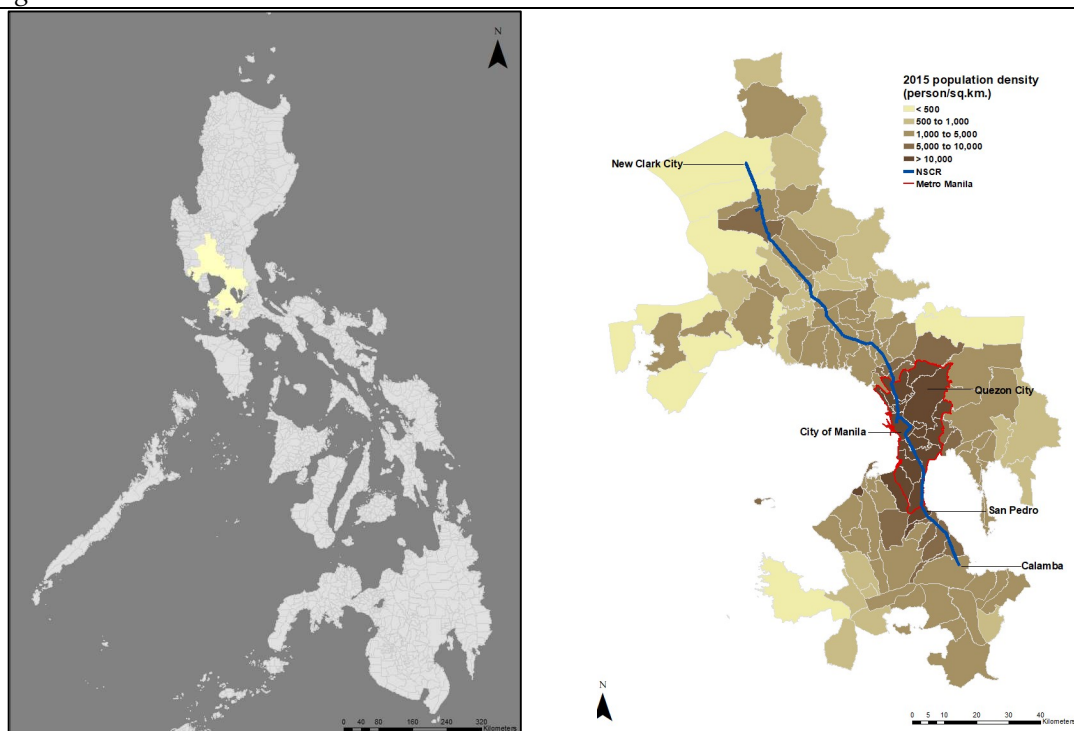 N
0 40 80 160 240 320
Kilometers
2015 population density
(person/sq.km.)
< 500
500 to 1,000
1,000 to 5,000
5,000 to 10,000
> 10,000
NSCR
Metro Manila
New Clark City
Quezon City
City of Manila
San Pedro
Calamba
N
0 5 10 20 30 40
Kilometers